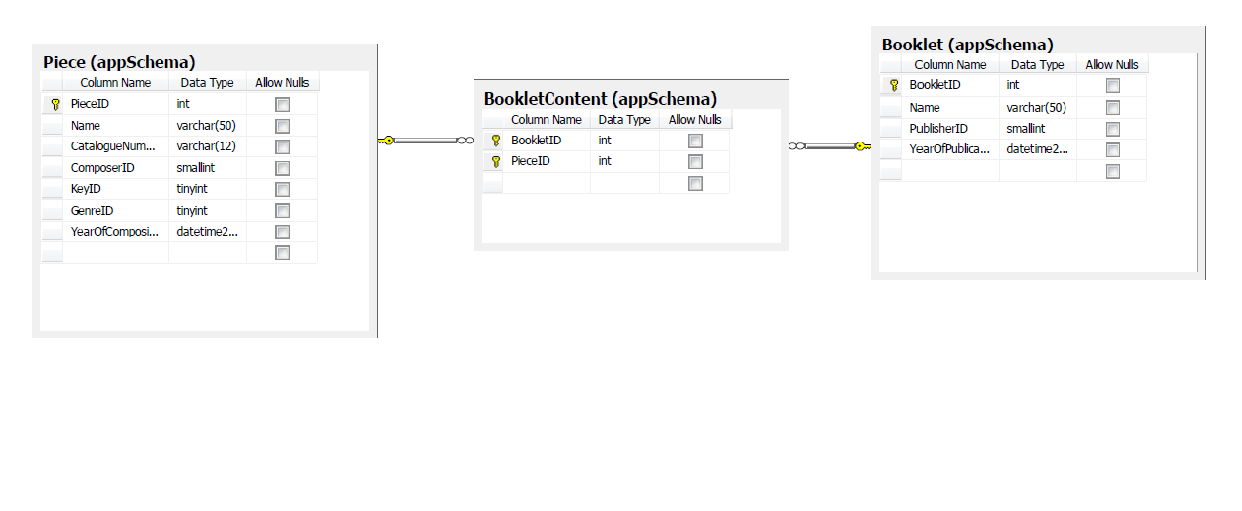 Piece (appSchema)
Column Name Data Type Allow Nulls
PieceID int
Name varchar(50)
CatalogueNum... varchar(12)
ComposerID smallint
KeyID tinyint
GenreID tinyint
YearOfComposi... datetime2...
BookletContent (appSchema)
Column Name Data Type Allow Nulls
BookletID int
PieceID int
Booklet (appSchema)
Column Name Data Type Allow Nulls
BookletID int
Name varchar(50)
PublisherID smallint
YearOfPublica... datetime2...